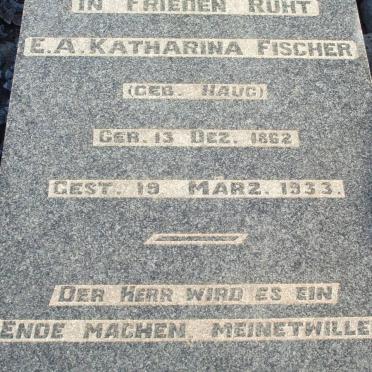 IN FRIEDEN RUHT
E.A. KATHARINA FISCHER
(GEB. HAUG)
GER. 13 DEZ. 1862
GEST. 19 MÄRZ. 1933.
DER HERR WIRD ES EIN
ENDE MACHEN MEINETWILLE